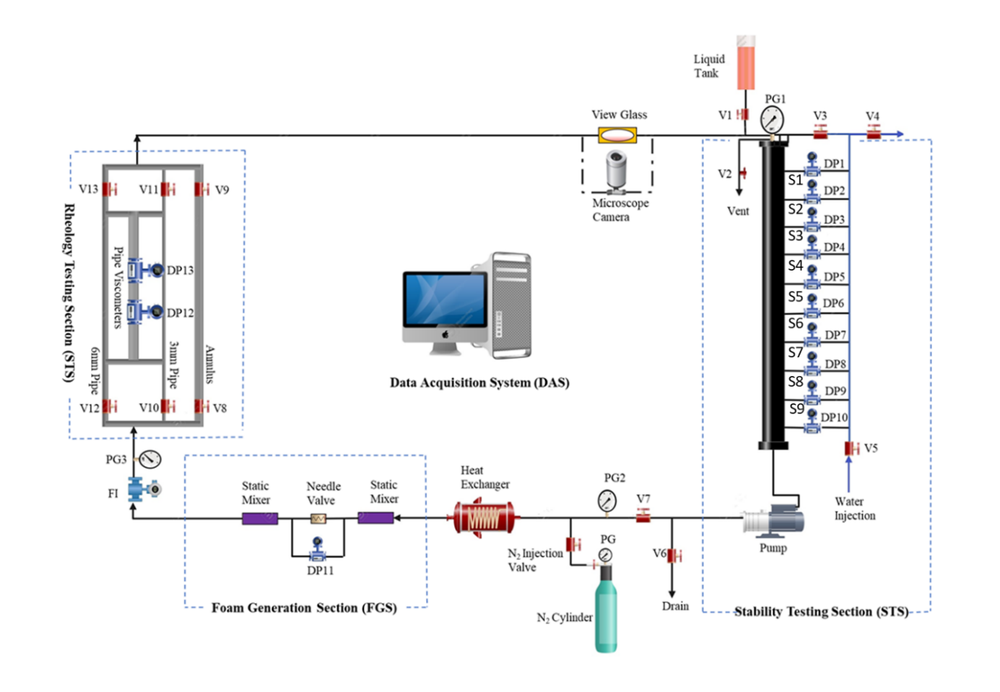 Liquid
Tank
PG1
V1
V3
V4
View Glass
V2
Vent
Microscope
Camera
S1
S2
S3
S4
S5
S6
S7
S8
S9
DP1
DP2
DP3
DP4
DP5
DP6
DP7
DP8
DP9
DP10
V5
Water
Injection
Pump
Stability Testing Section (STS)
V13
V11
V9
Rheology Testing Section (STS)
Pipe Viscometers
DP13
DP12
6mm Pipe
3mm Pipe
Annulus
V12
V10
V8
Data Acquisition System (DAS)
PG3
FI
Static
Mixer
Needle
Valve
Static
Mixer
DP11
Foam Generation Section (FGS)
Heat
Exchanger
PG2
V7
N₂ Injection
Valve
PG
V6
Drain
N₂ Cylinder